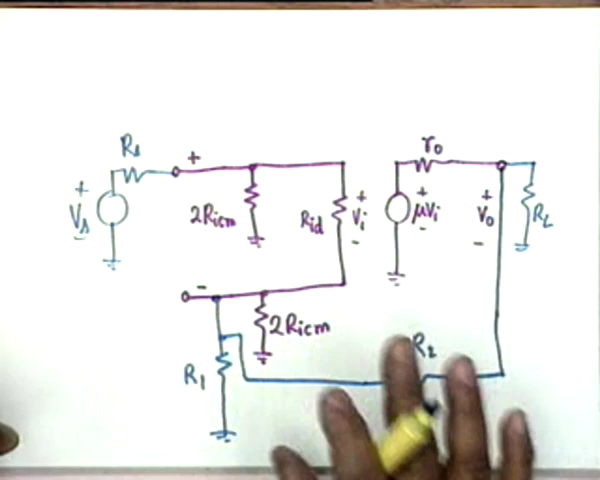 Rs
+
ro
+
Vs
-
2Ricm
Rid
+
Vi
-
+
μVi
-
+
Vo
-
RL
-
2Ricm
R1
R2